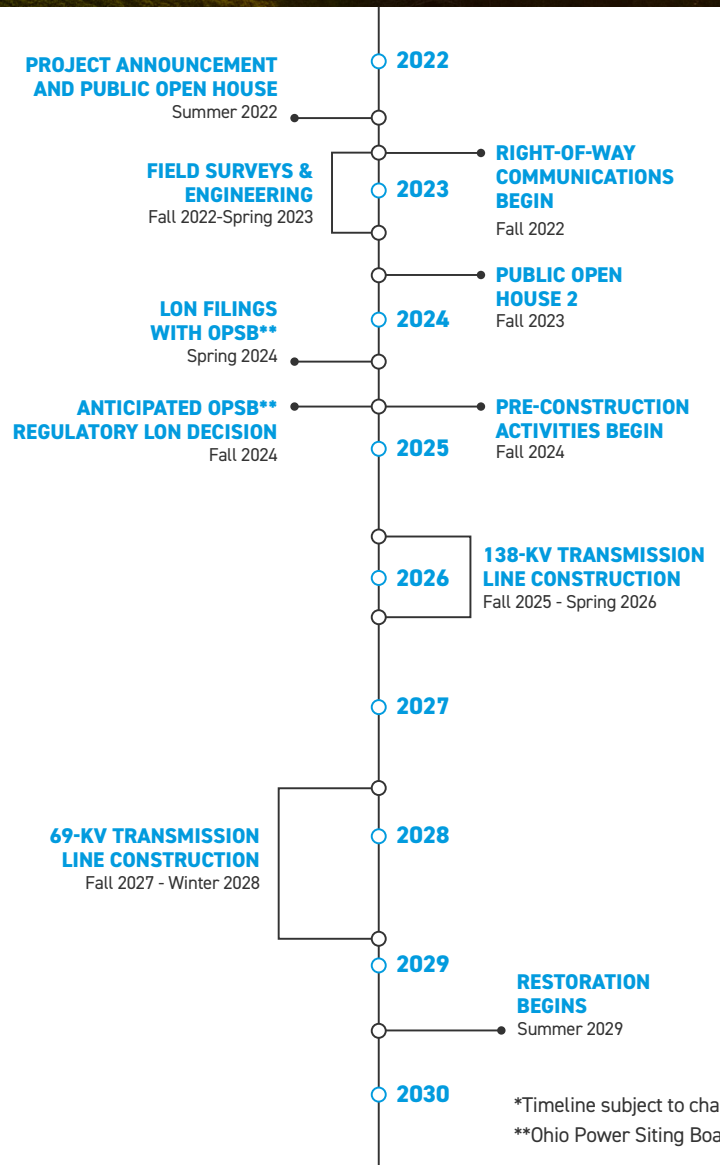 2022
PROJECT ANNOUNCEMENT
AND PUBLIC OPEN HOUSE
Summer 2022
RIGHT-OF-WAY
COMMUNICATIONS
BEGIN
Fall 2022
FIELD SURVEYS &
ENGINEERING
Fall 2022-Spring 2023
2023
PUBLIC OPEN
HOUSE 2
Fall 2023
LON FILINGS
WITH OPSB**
Spring 2024
2024
ANTICIPATED OPSB**
REGULATORY LON DECISION
Fall 2024
PRE-CONSTRUCTION
ACTIVITIES BEGIN
Fall 2024
2025
138-KV TRANSMISSION
LINE CONSTRUCTION
Fall 2025 - Spring 2026
2026
2027
69-KV TRANSMISSION
LINE CONSTRUCTION
Fall 2027 - Winter 2028
2028
2029
RESTORATION
BEGINS
Summer 2029
2030
*Timeline subject to
**Ohio Power Siting